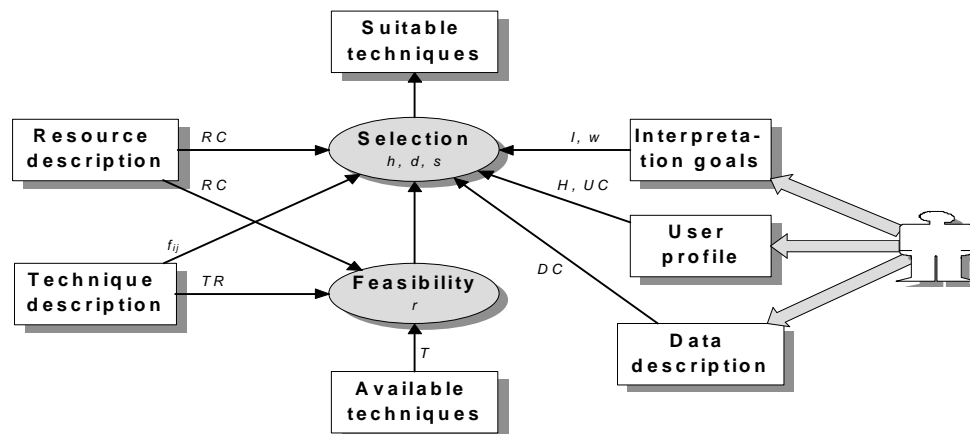 Suitable
techniques
Resource
description
RC
Selection
h, d, s
I, w
Interpreta-
tion goals
RC
H, UC
User
profile
f_ij
DC
Technique
description
TR
Feasibility
r
Data
description
T
Available
techniques